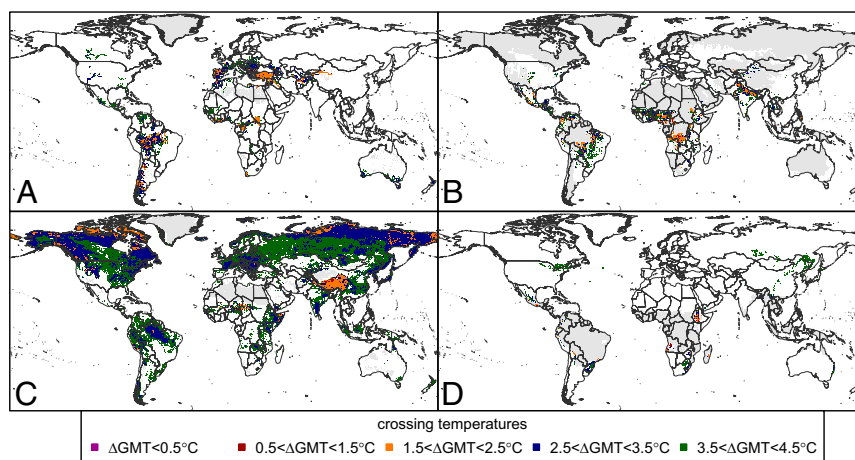 A
B
C
D
crossing temperatures
ΔGMT<0.5°C
0.5<ΔGMT<1.5°C
1.5<ΔGMT<2.5°C
2.5<ΔGMT<3.5°C
3.5<ΔGMT<4.5°C